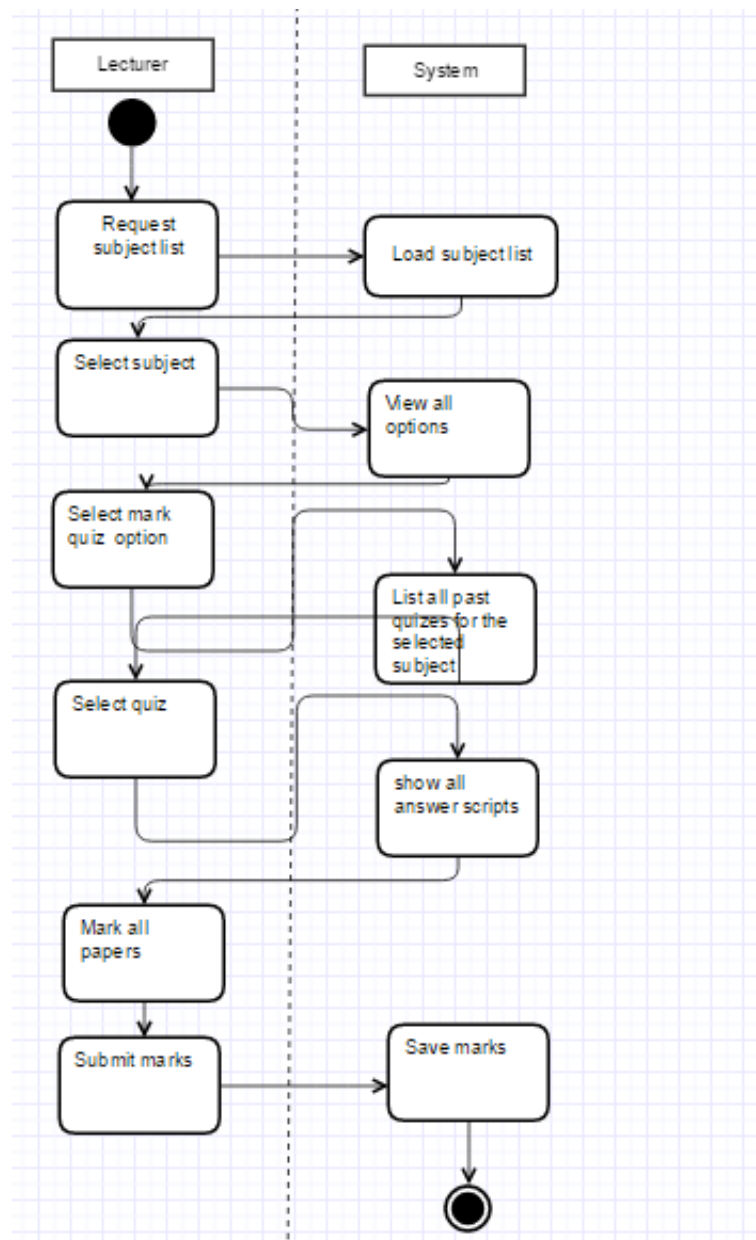 Lecturer
System
Request
subject list
Load subject list
Select subject
View all
options
Select mark
quiz option
List all past
quizes for the
selected
subject
Select quiz
show all
answer scripts
Mark all
papers
Submit marks
Save marks